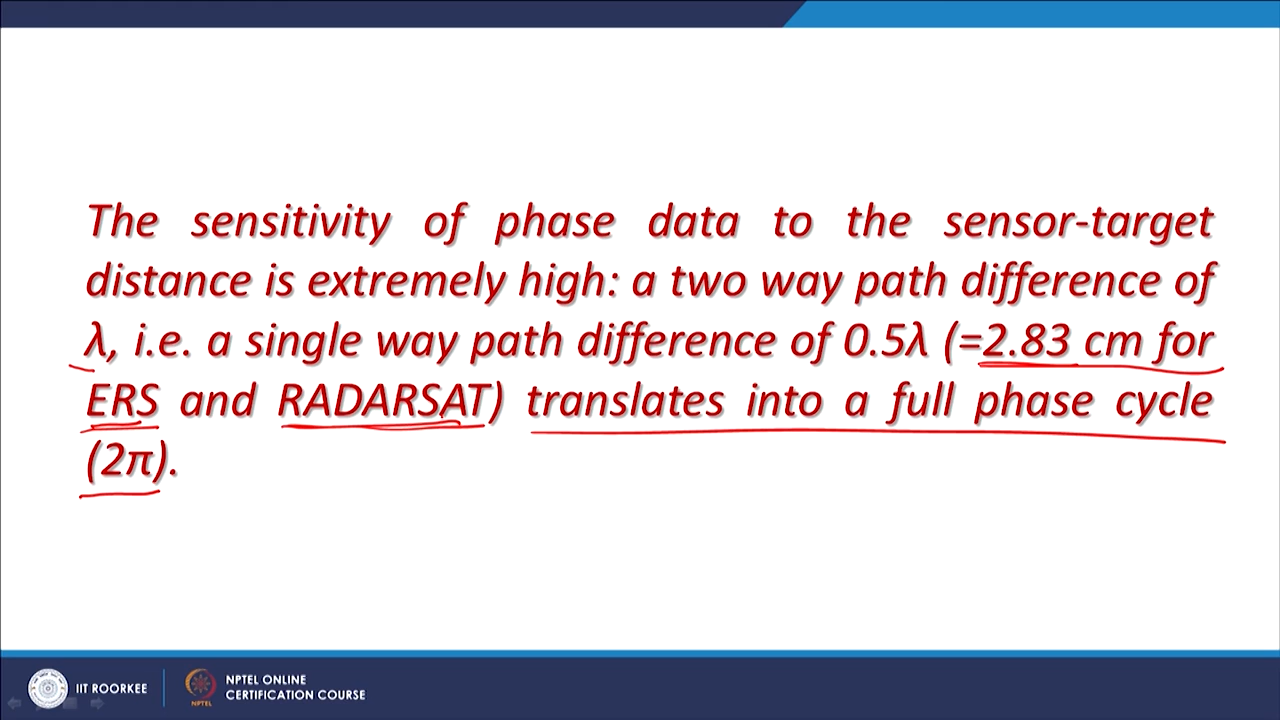 The sensitivity of phase data to the sensor-target
distance is extremely high: a two way path difference of
λ, i.e. a single way path difference of 0.5λ (=2.83 cm for
ERS and RADARSAT) translates into a full phase cycle
(2π).
IIT ROORKEE
NPTEL ONLINE
CERTIFICATION COURSE
NPTEL